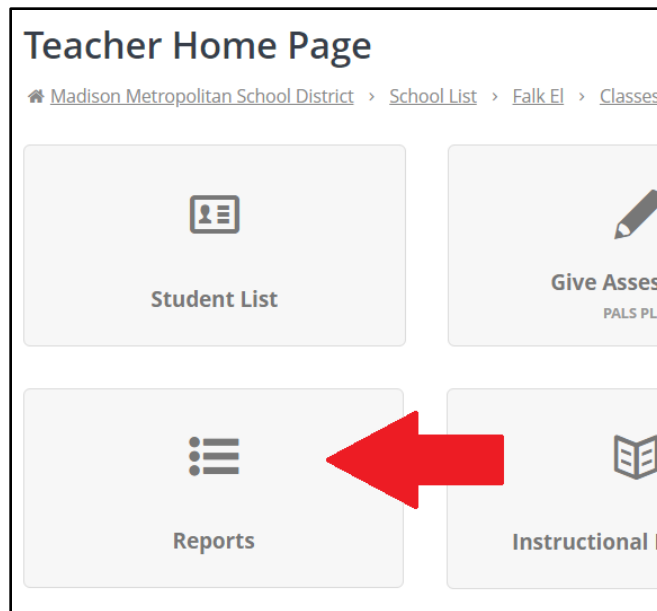 Teacher Home Page
Madison Metropolitan School District > School List > Falk El > Classes
Student List
Give Asses
PALS PL
Reports
Instructional